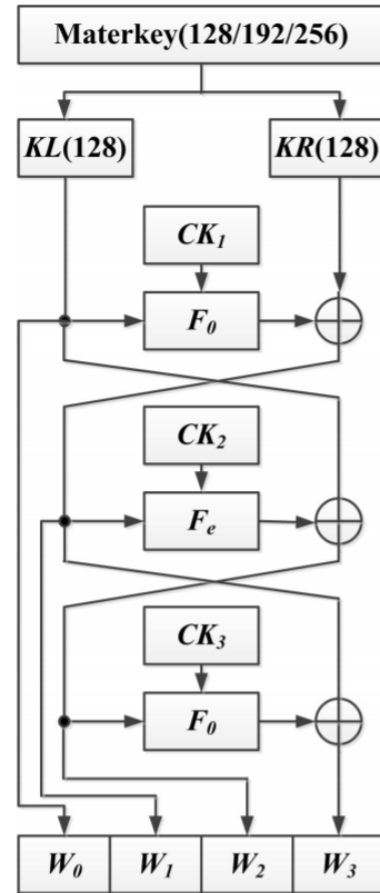 Materkey(128/192/256)
KL(128) KR(128)
CK₁
F₀
CK₂
Fₑ
CK₃
F₀
W₀ W₁ W₂ W₃